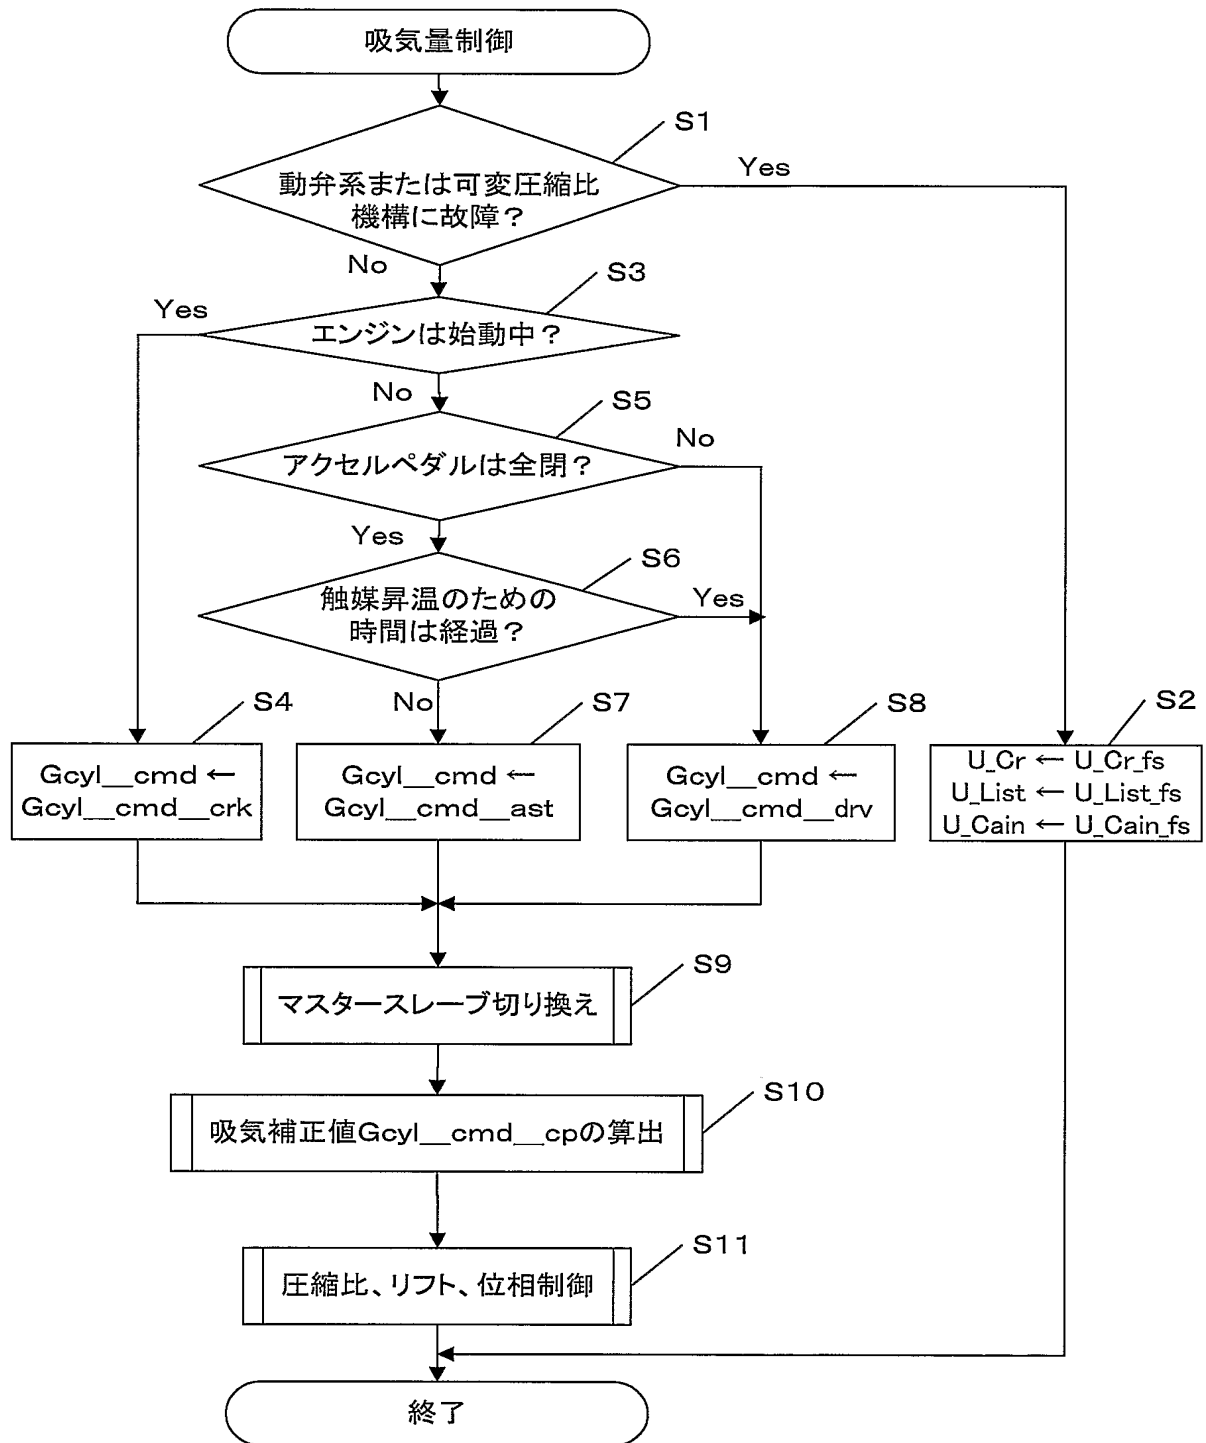 吸気量制御
S1
動弁系または可変圧縮比
機構に故障？
Yes
No
S3
Yes
エンジンは始動中？
No
S5
アクセルペダルは全閉？
No
Yes
S6
触媒昇温のための
時間は経過？
Yes
No
S4
Gcyl__cmd ←
Gcyl__cmd__crk
S7
Gcyl__cmd ←
Gcyl__cmd__ast
S8
Gcyl__cmd ←
Gcyl__cmd__drv
S2
U_Cr ← U_Cr_fs
U_List ← U_List_fs
U_Cain ← U_Cain_fs
S9
マスタースレーブ切り換え
S10
吸気補正値Gcyl__cmd__cpの算出
S11
圧縮比、リフト、位相制御
終了